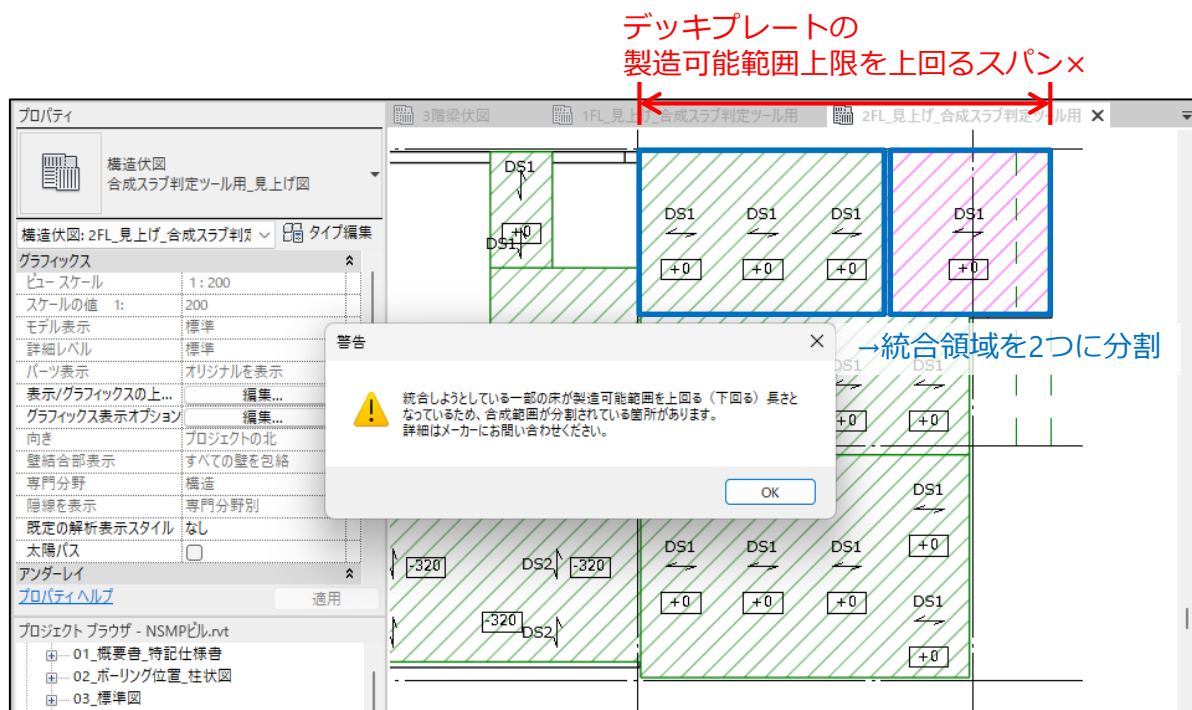 デッキプレートの
製造可能範囲上限を上回るスパン×
プロパティ
3階梁伏図
1FL_見上げ_合成スラブ判定ツール用
2FL_見上げ_合成スラブ判定ツール用 ×
構造伏図
合成スラブ判定ツール用_見上げ図
構造伏図: 2FL_見上げ_合成スラブ判定
タイプ編集
グラフィックス
ビュー スケール 1 : 200
スケールの値 1: 200
モデル表示 標準
詳細レベル 標準
パーツ表示 オリジナルを表示
表示/グラフィックスの上... 編集...
グラフィックス表示オプション 編集...
向き プロジェクトの北
壁結合部表示 すべての壁を包絡
専門分野 構造
隠線を表示 専門分野別
既定の解析表示スタイル なし
太陽パス
アンダーレイ
プロパティ ヘルプ 適用
プロジェクト ブラウザ - NSMPビル.rvt
01_概要書_特記仕様書
02_ボーリング位置_柱状図
03_標準図
DS1
+0
DS1
DS1 DS1 DS1 DS1
+0 +0 +0 +0
→統合領域を2つに分割
警告 ×
統合しようとしている一部の床が製造可能範囲を上回る（下回る）長さと
なっているため、合成範囲が分割されている箇所があります。
詳細はメーカーにお問い合わせください。
OK
DS1 DS1
+0 +0
DS1
+0
DS1 DS1 DS1
+0 +0 +0
DS1
+0
-320 DS2 -320
-320 DS2